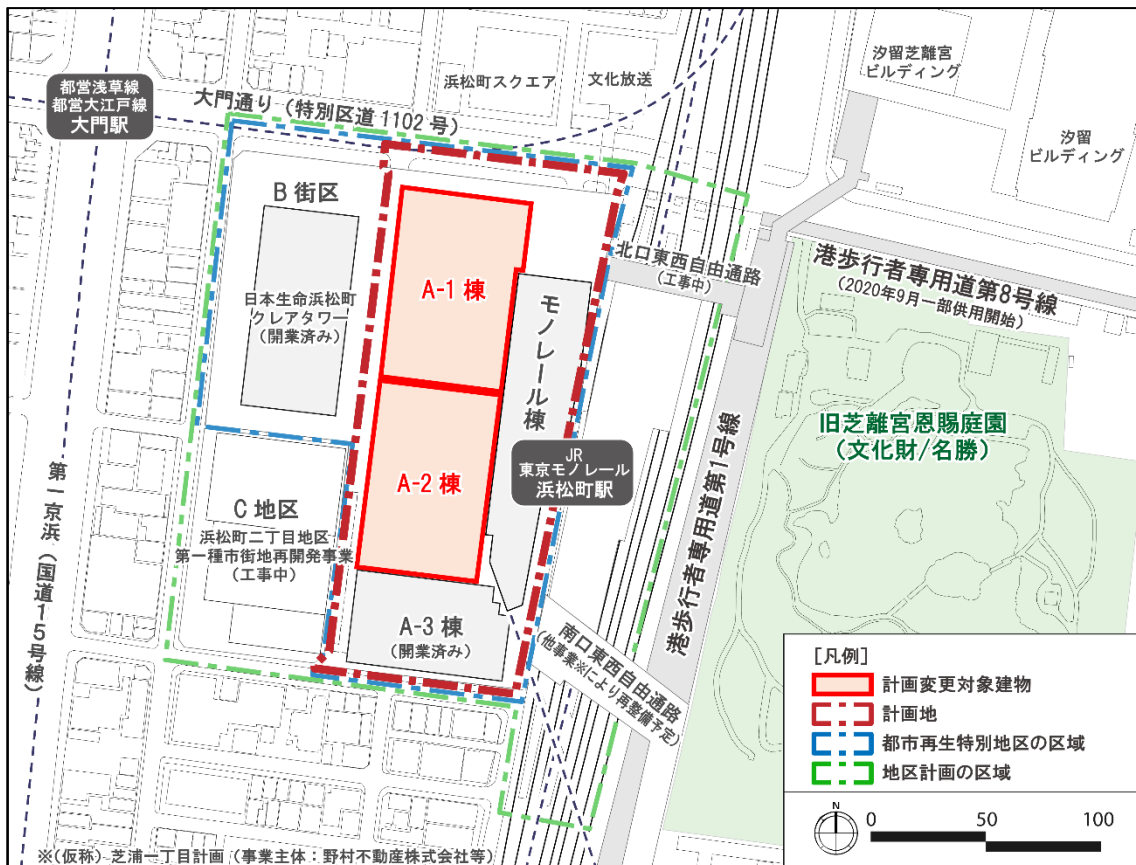 都営浅草線
都営大江戸線
大門駅
大門通り（特別区道1102号）
浜松町スクエア
文化放送
汐留芝離宮
ビルディング
汐留
ビルディング
B 街区
日本生命浜松町
クレアタワー
（開業済み）
A-1 棟
モノレール棟
北口東西自由通路
（工事中）
港歩行者専用道第8号線
（2020年9月一部供用開始）
旧芝離宮恩賜庭園
（文化財/名勝）
JR
東京モノレール
浜松町駅
A-2 棟
港歩行者専用道第1号線
第一京浜（国道15号線）
C 地区
浜松町二丁目地区
第一種市街地再開発事業
（工事中）
A-3 棟
（開業済み）
南口東西自由通路
（他事業※により再整備予定）
[凡例]
計画変更対象建物
計画地
都市再生特別地区の区域
地区計画の区域
N
0 50 100
※(仮称) 芝浦一丁目計画（事業主体：野村不動産株式会社等）